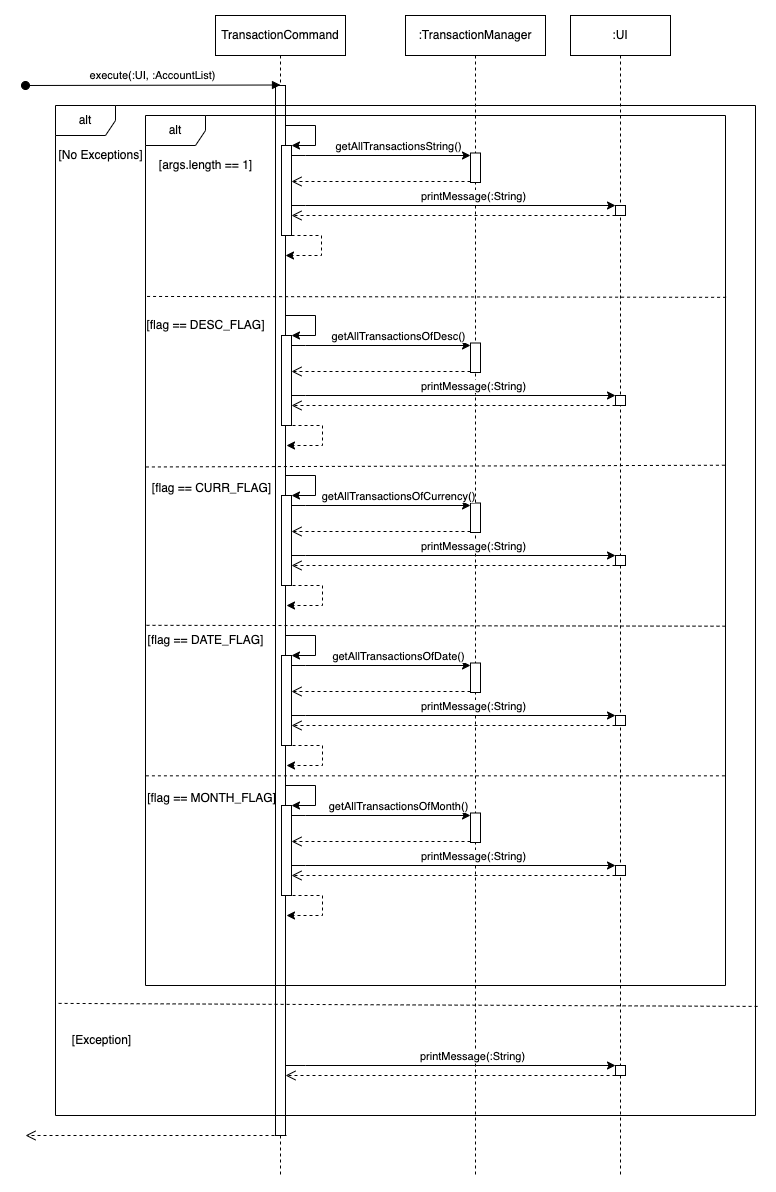 TransactionCommand
:TransactionManager
:UI
execute(:UI, :AccountList)
alt
alt
[No Exceptions]
getAllTransactionsString()
[args.length == 1]
printMessage(:String)
[flag == DESC_FLAG]
getAllTransactionsOfDesc()
printMessage(:String)
[flag == CURR_FLAG]
getAllTransactionsOfCurrency()
printMessage(:String)
[flag == DATE_FLAG]
getAllTransactionsOfDate()
printMessage(:String)
[flag == MONTH_FLAG]
getAllTransactionsOfMonth()
printMessage(:String)
[Exception]
printMessage(:String)